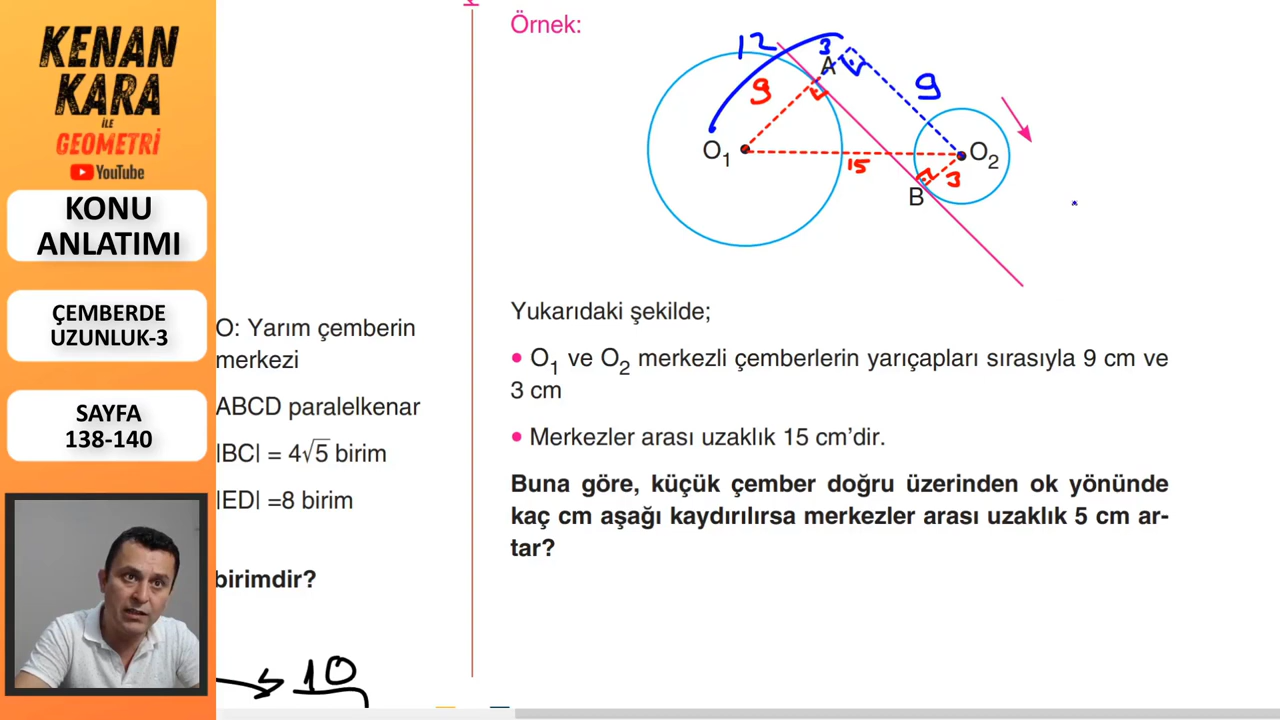 KENAN
KARA
İLE
GEOMETRİ
YouTube
KONU
ANLATIMI
ÇEMBERDE
UZUNLUK-3
SAYFA
138-140
O: Yarım çemberin
merkezi
ABCD paralelkenar
|BC| = 4√5 birim
|ED| =8 birim
birimdir?
10
Örnek:
12
3
A
9
9
O1
15
O2
3
B
Yukarıdaki şekilde;
• O1 ve O2 merkezli çemberlerin yarıçapları sırasıyla 9 cm ve
3 cm
• Merkezler arası uzaklık 15 cm’dir.
Buna göre, küçük çember doğru üzerinden ok yönünde
kaç cm aşağı kaydırılırsa merkezler arası uzaklık 5 cm ar-
tar?